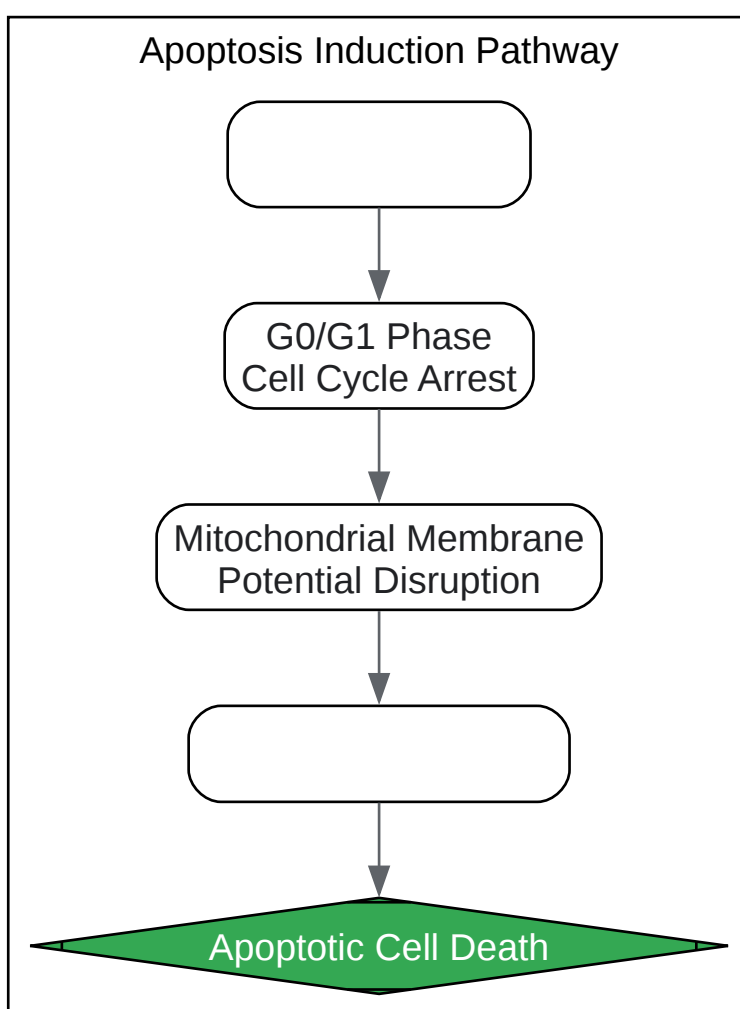 Apoptosis Induction Pathway
G0/G1 Phase
Cell Cycle Arrest
Mitochondrial Membrane
Potential Disruption
Apoptotic Cell Death